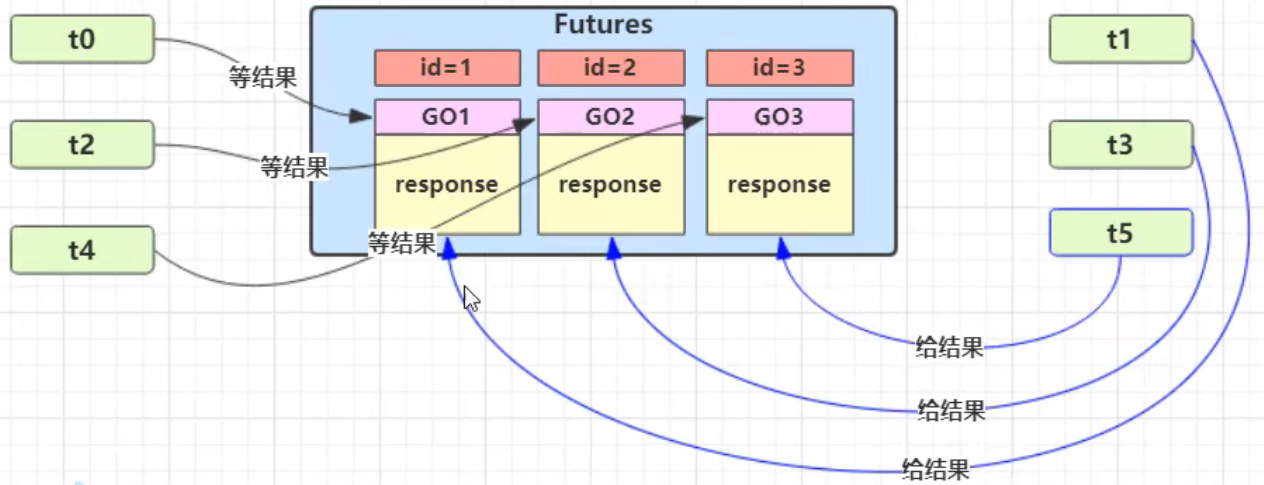 Futures
t0
t1
id=1
id=2
id=3
等结果
GO1
GO2
GO3
t2
t3
等结果
response
response
response
t4
等结果
t5
给结果
给结果
给结果